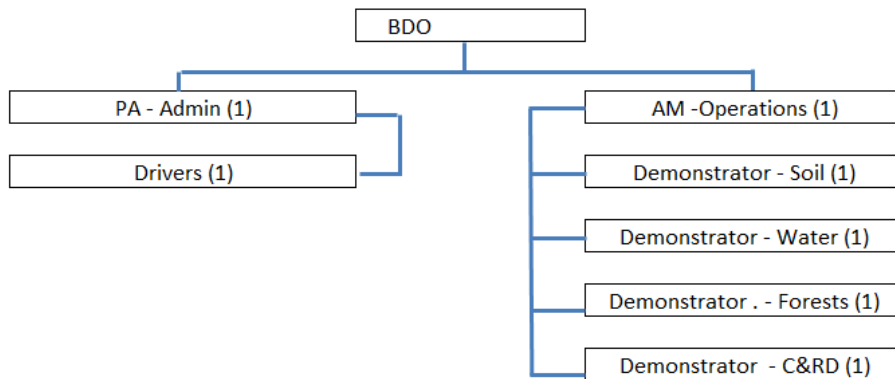 BDO
PA - Admin (1)
AM -Operations (1)
Drivers (1)
Demonstrator - Soil (1)
Demonstrator - Water (1)
Demonstrator . - Forests (1)
Demonstrator - C&RD (1)